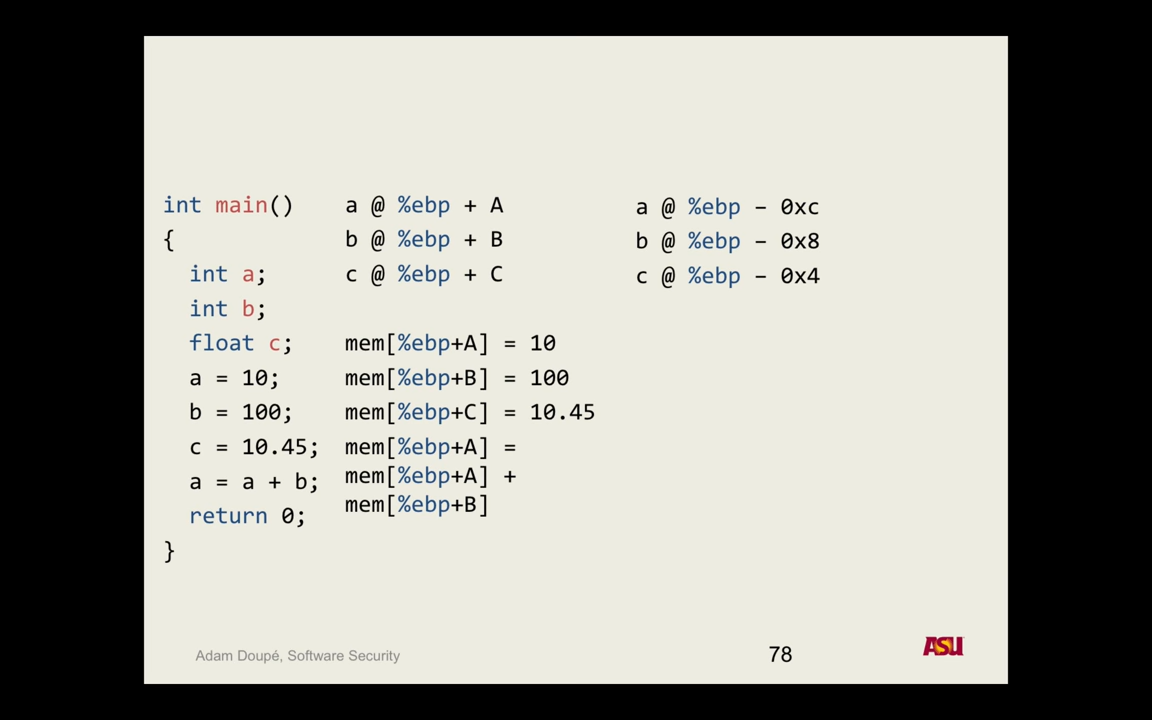 int main()
{
int a;
int b;
float c;
a = 10;
b = 100;
c = 10.45;
a = a + b;
return 0;
}
a @ %ebp + A
b @ %ebp + B
c @ %ebp + C
mem[%ebp+A] = 10
mem[%ebp+B] = 100
mem[%ebp+C] = 10.45
mem[%ebp+A] =
mem[%ebp+A] +
mem[%ebp+B]
a @ %ebp – 0xc
b @ %ebp – 0x8
c @ %ebp – 0x4
Adam Doupé, Software Security
78
ASU